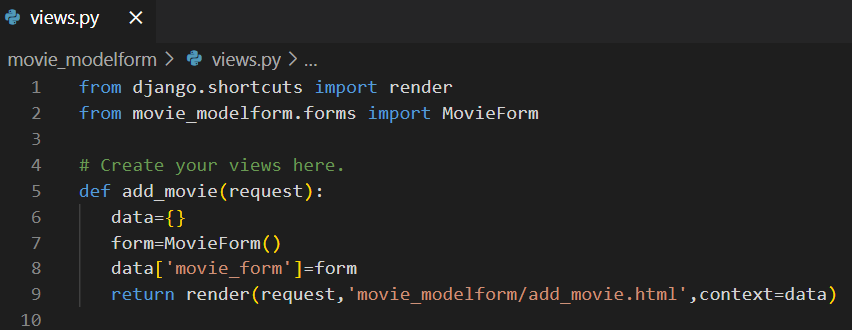 views.py ×
movie_modelform > views.py > ...
1 from django.shortcuts import render
2 from movie_modelform.forms import MovieForm
3
4 # Create your views here.
5 def add_movie(request):
6     data={}
7     form=MovieForm()
8     data['movie_form']=form
9     return render(request,'movie_modelform/add_movie.html',context=data)
10